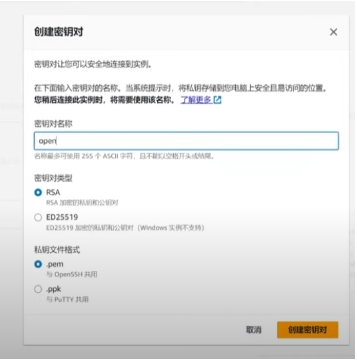 创建密钥对
密钥对让您可以安全地连接到实例。
在下面输入密钥对的名称。当系统提示时，将私钥存储到您电脑上安全且易访问的位置。
您稍后连接此实例时，将需要使用该名称。 了解更多
密钥对名称
open
名称最多可使用 255 个 ASCII 字符，且不能以空格开头或结尾。
密钥对类型
RSA
RSA 加密的私钥和公钥对
ED25519
ED25519 加密的私钥和公钥对（Windows 实例不支持）
私钥文件格式
.pem
与 OpenSSH 共用
.ppk
与 PuTTY 共用
取消
创建密钥对